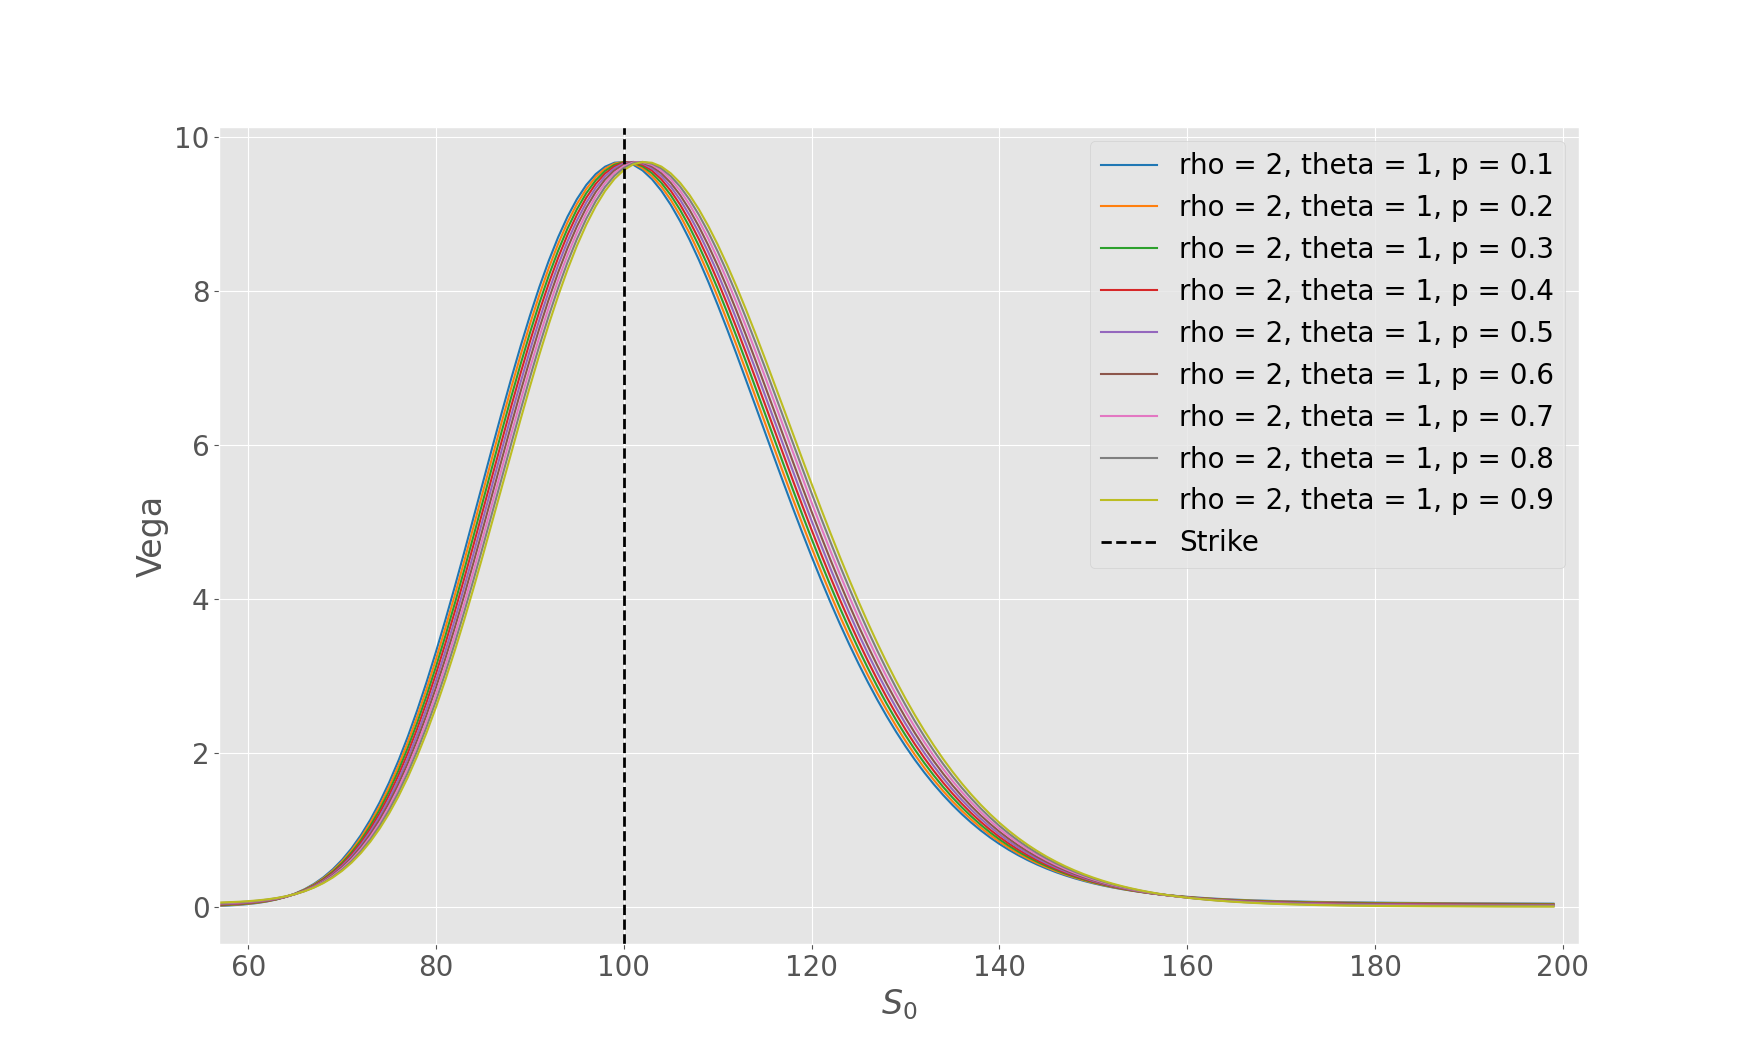 10
8
6
4
2
0
Vega
60 80 100 120 140 160 180 200
S0
rho = 2, theta = 1, p = 0.1
rho = 2, theta = 1, p = 0.2
rho = 2, theta = 1, p = 0.3
rho = 2, theta = 1, p = 0.4
rho = 2, theta = 1, p = 0.5
rho = 2, theta = 1, p = 0.6
rho = 2, theta = 1, p = 0.7
rho = 2, theta = 1, p = 0.8
rho = 2, theta = 1, p = 0.9
Strike